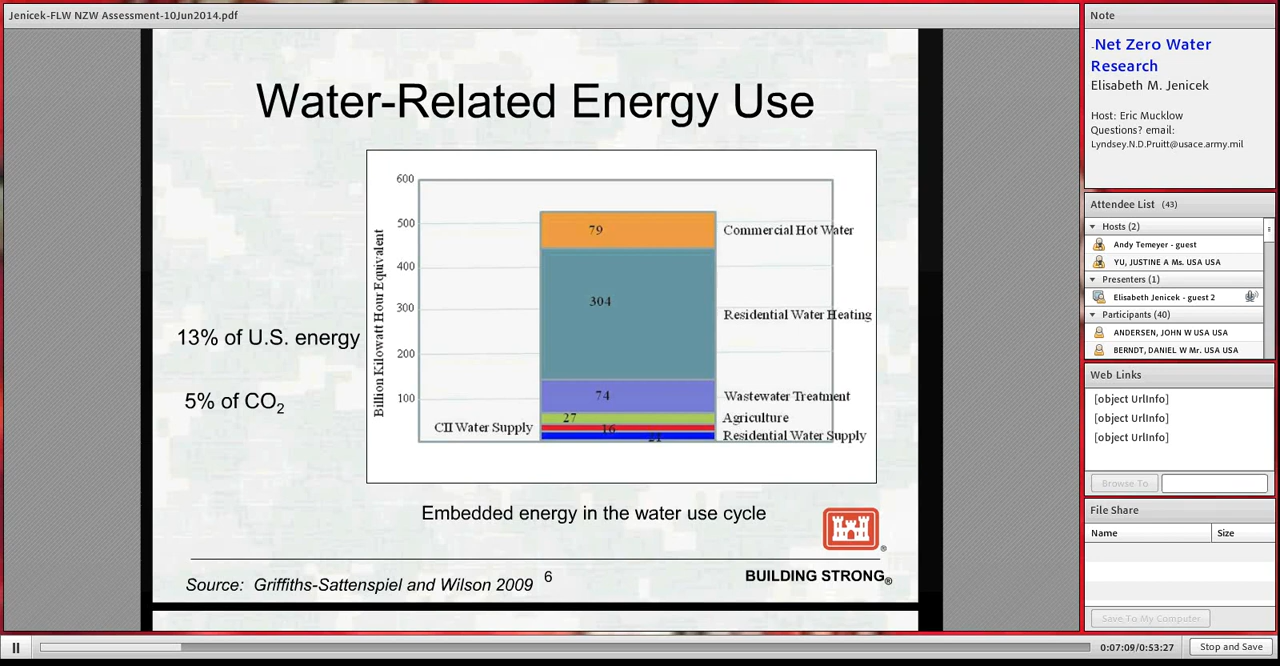 Jenicek-FLW NZW Assessment-10Jun2014.pdf
Water-Related Energy Use
13% of U.S. energy
5% of CO2
Billion Kilowatt Hour Equivalent
600
500
400
300
200
100
79
Commercial Hot Water
304
Residential Water Heating
74
Wastewater Treatment
27
Agriculture
CII Water Supply
16
21
Residential Water Supply
Embedded energy in the water use cycle
Source: Griffiths-Sattenspiel and Wilson 2009
6
BUILDING STRONG®
Note
-Net Zero Water
Research
Elisabeth M. Jenicek
Host: Eric Mucklow
Questions? email:
Lyndsey.N.D.Pruitt@usace.army.mil
Attendee List (43)
Hosts (2)
Andy Temeyer - guest
YU, JUSTINE A Ms. USA USA
Presenters (1)
Elisabeth Jenicek - guest 2
Participants (40)
ANDERSEN, JOHN W USA USA
BERNDT, DANIEL W Mr. USA USA
Web Links
[object UrlInfo]
[object UrlInfo]
[object UrlInfo]
Browse To
File Share
Name Size
Save To My Computer
0:07:09/0:53:27
Stop and Save